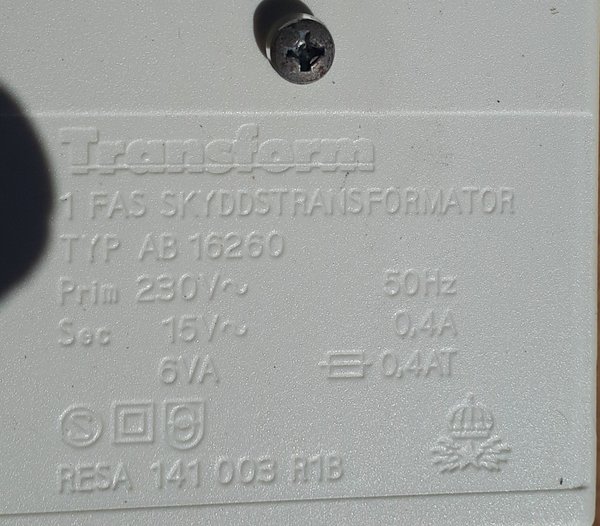 Transform
1 FAS SKYDDSTRANSFORMATOR
TYP AB 16260
Prim 230V~ 50Hz
Sec 15V~ 0,4A
6VA 0,4AT
S
RESA 141 003 R1B